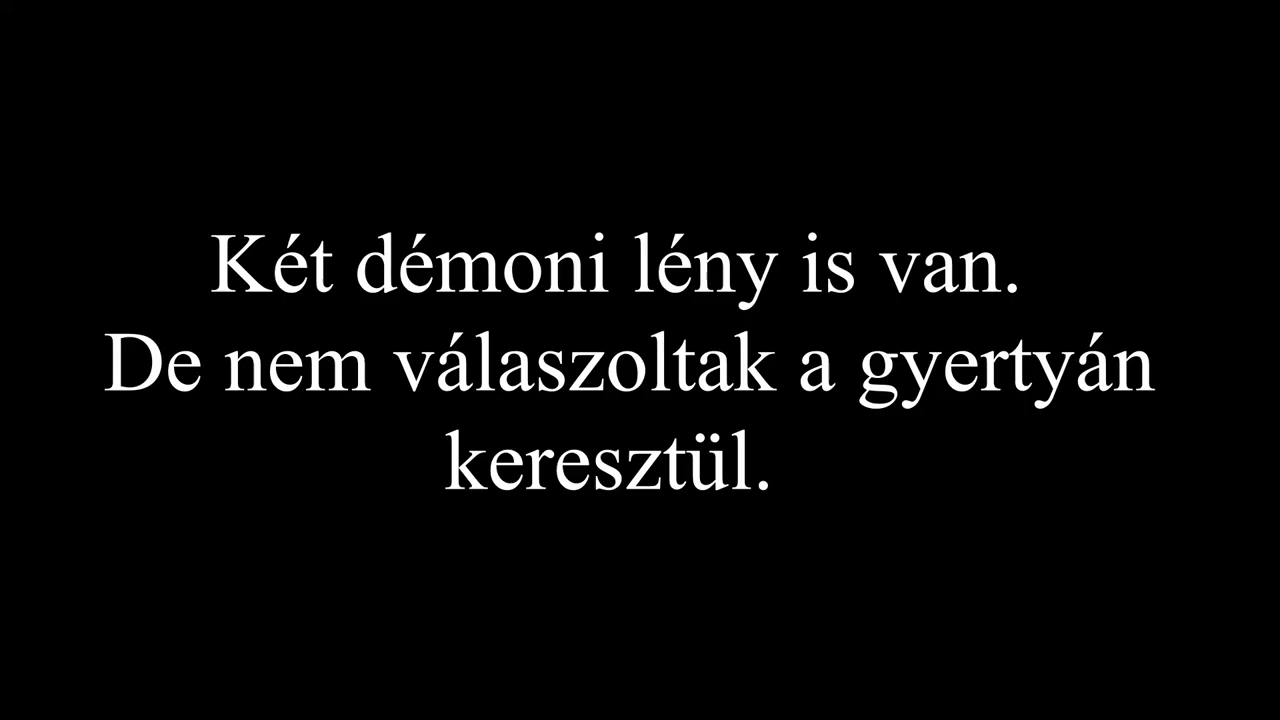 Két démoni lény is van.
De nem válaszoltak a gyertyán
keresztül.